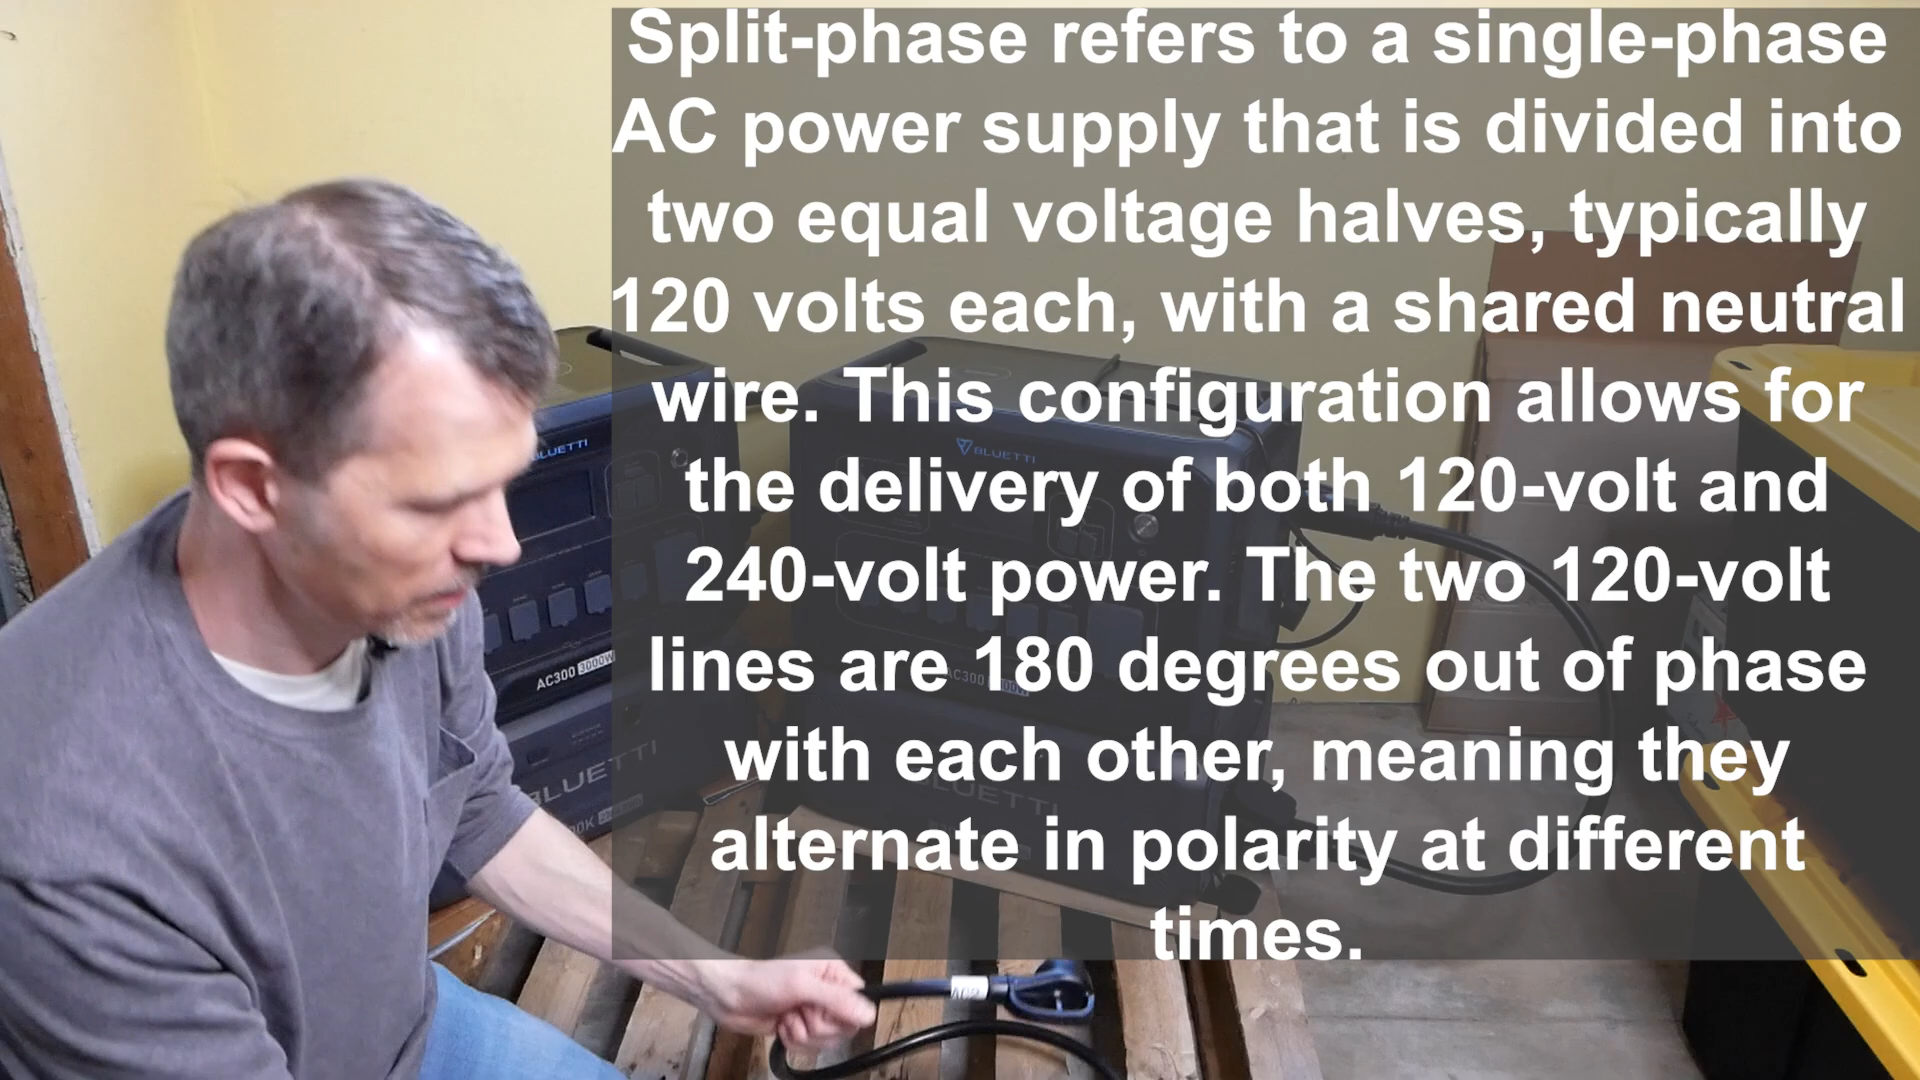 Split-phase refers to a single-phase
AC power supply that is divided into
two equal voltage halves, typically
120 volts each, with a shared neutral
wire. This configuration allows for
the delivery of both 120-volt and
240-volt power. The two 120-volt
lines are 180 degrees out of phase
with each other, meaning they
alternate in polarity at different
times.
BLUETTI
BLUETTI
AC300 3000W
AC300
BLUETTI
BLUETTI